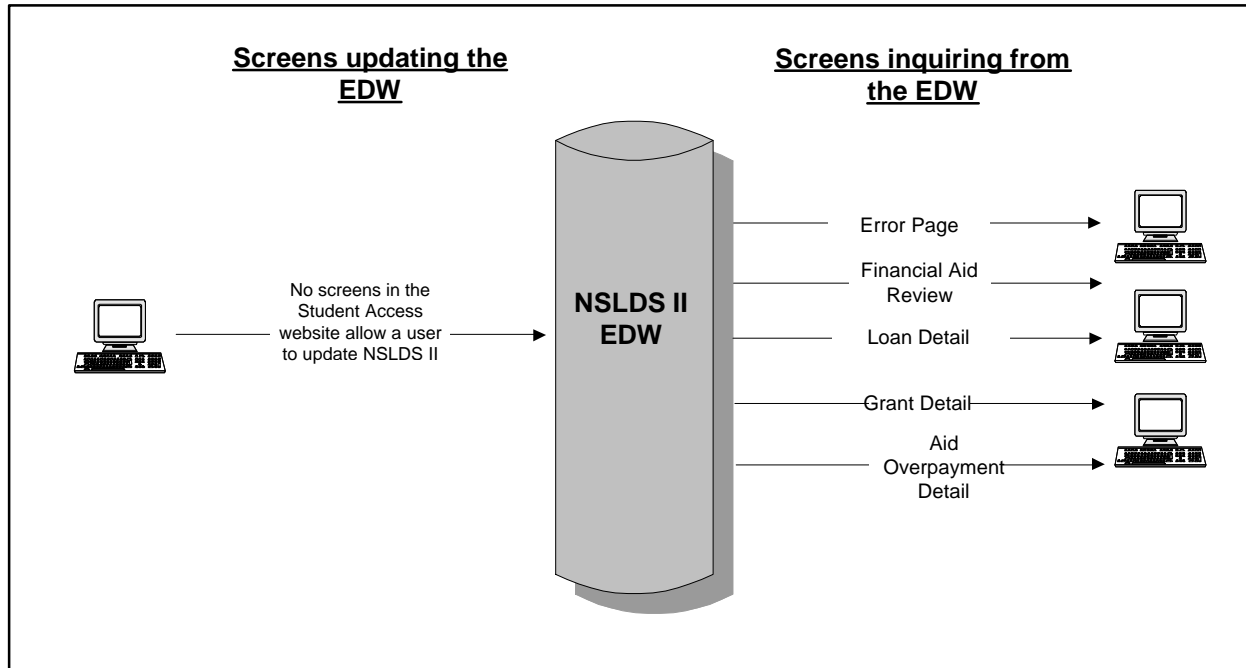 Screens updating the
EDW
Screens inquiring from
the EDW
No screens in the
Student Access
website allow a user
to update NSLDS II
NSLDS II
EDW
Error Page
Financial Aid
Review
Loan Detail
Grant Detail
Aid
Overpayment
Detail